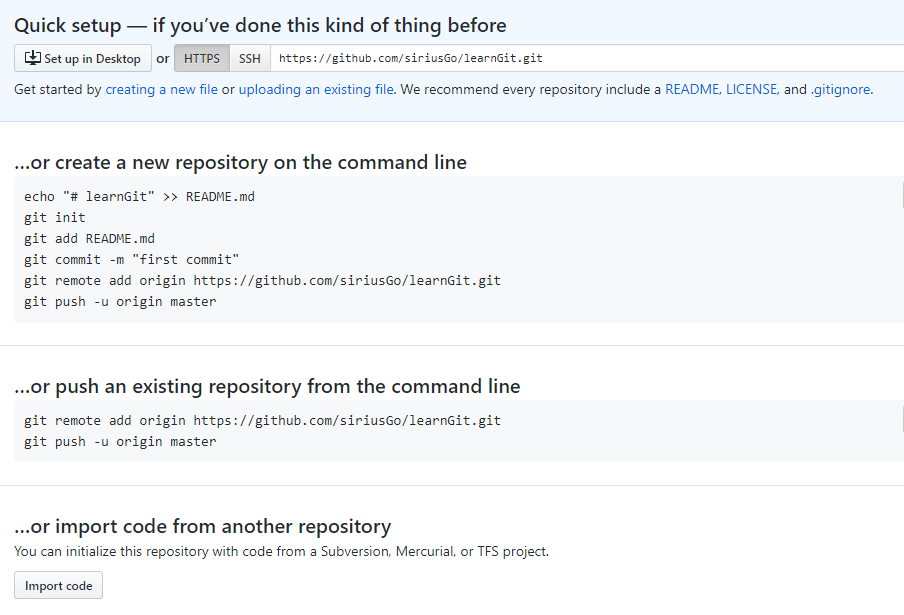 Quick setup — if you’ve done this kind of thing before
Set up in Desktop or HTTPS SSH https://github.com/siriusGo/learnGit.git
Get started by creating a new file or uploading an existing file. We recommend every repository include a README, LICENSE, and .gitignore.
…or create a new repository on the command line
echo "# learnGit" >> README.md
git init
git add README.md
git commit -m "first commit"
git remote add origin https://github.com/siriusGo/learnGit.git
git push -u origin master
…or push an existing repository from the command line
git remote add origin https://github.com/siriusGo/learnGit.git
git push -u origin master
…or import code from another repository
You can initialize this repository with code from a Subversion, Mercurial, or TFS project.
Import code